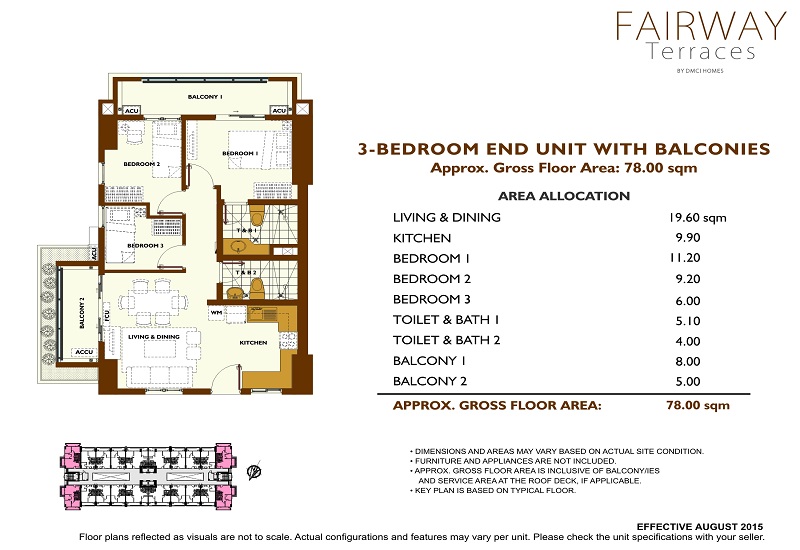 FAIRWAY
Terraces
BY DMCI HOMES
BALCONY 1
ACU
ACU
BEDROOM 2
BEDROOM 1
T & B 1
BEDROOM 3
ACU
T & B 2
BALCONY 2
FCU
WM
LIVING & DINING
KITCHEN
ACCU
3-BEDROOM END UNIT WITH BALCONIES
Approx. Gross Floor Area: 78.00 sqm
AREA ALLOCATION
LIVING & DINING 19.60 sqm
KITCHEN 9.90
BEDROOM 1 11.20
BEDROOM 2 9.20
BEDROOM 3 6.00
TOILET & BATH 1 5.10
TOILET & BATH 2 4.00
BALCONY 1 8.00
BALCONY 2 5.00
APPROX. GROSS FLOOR AREA: 78.00 sqm
• DIMENSIONS AND AREAS MAY VARY BASED ON ACTUAL SITE CONDITION.
• FURNITURE AND APPLIANCES ARE NOT INCLUDED.
• APPROX. GROSS FLOOR AREA IS INCLUSIVE OF BALCONY/IES
AND SERVICE AREA AT THE ROOF DECK, IF APPLICABLE.
• KEY PLAN IS BASED ON TYPICAL FLOOR.
EFFECTIVE AUGUST 2015
Floor plans reflected as visuals are not to scale. Actual configurations and features may vary per unit. Please check the unit specifications with your seller.